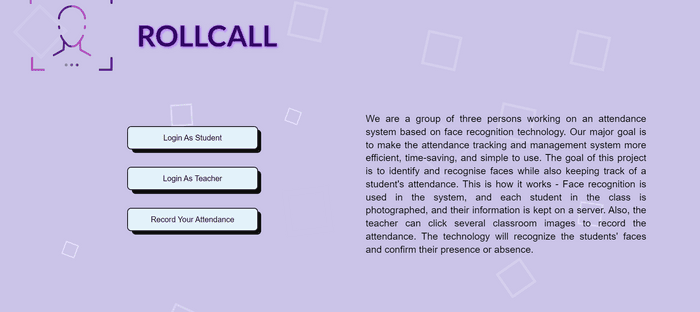 ROLLCALL
Login As Student
Login As Teacher
Record Your Attendance
We are a group of three persons working on an attendance
system based on face recognition technology. Our major goal is
to make the attendance tracking and management system more
efficient, time-saving, and simple to use. The goal of this project
is to identify and recognise faces while also keeping track of a
student's attendance. This is how it works - Face recognition is
used in the system, and each student in the class is
photographed, and their information is kept on a server. Also, the
teacher can click several classroom images to record the
attendance. The technology will recognize the students' faces
and confirm their presence or absence.